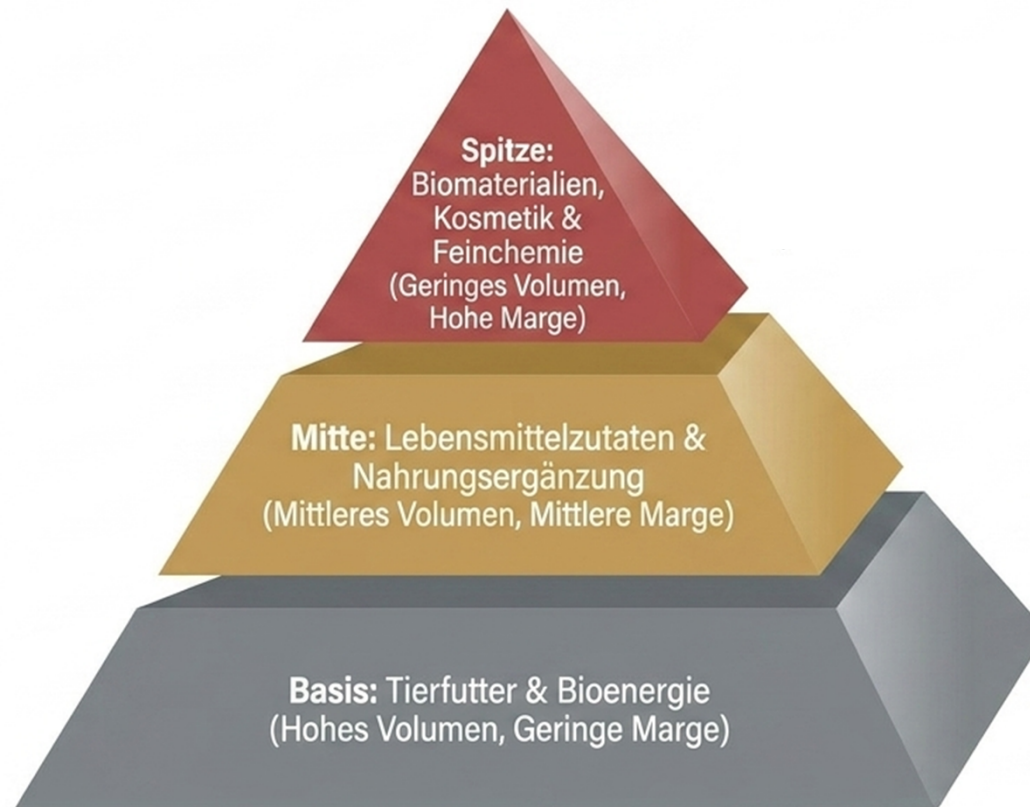 Spitze:
Biomaterialien,
Kosmetik &
Feinchemie
(Geringes Volumen,
Hohe Marge)
Mitte: Lebensmittelzutaten &
Nahrungsergänzung
(Mittleres Volumen, Mittlere Marge)
Basis: Tierfutter & Bioenergie
(Hohes Volumen, Geringe Marge)